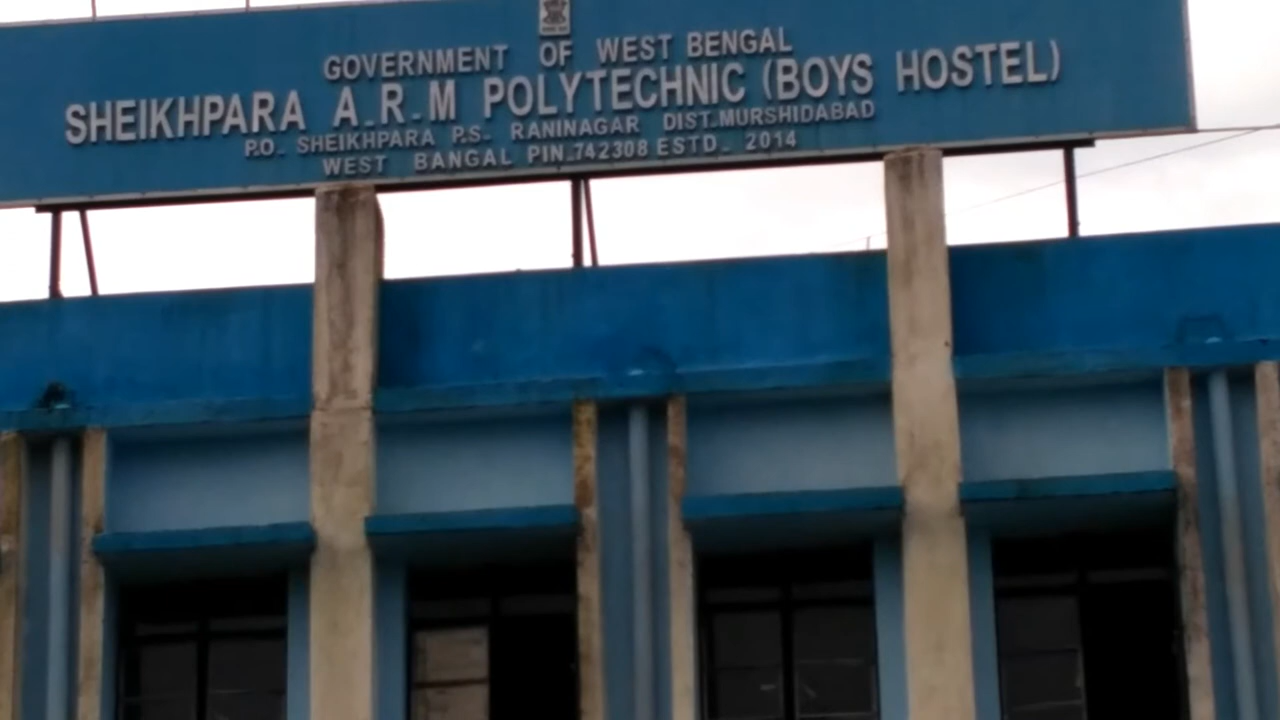 GOVERNMENT OF WEST BENGAL
SHEIKHPARA A.R.M POLYTECHNIC (BOYS HOSTEL)
P.O. SHEIKHPARA P.S. RANINAGAR DIST.MURSHIDABAD
WEST BANGAL PIN.742308 ESTD. 2014